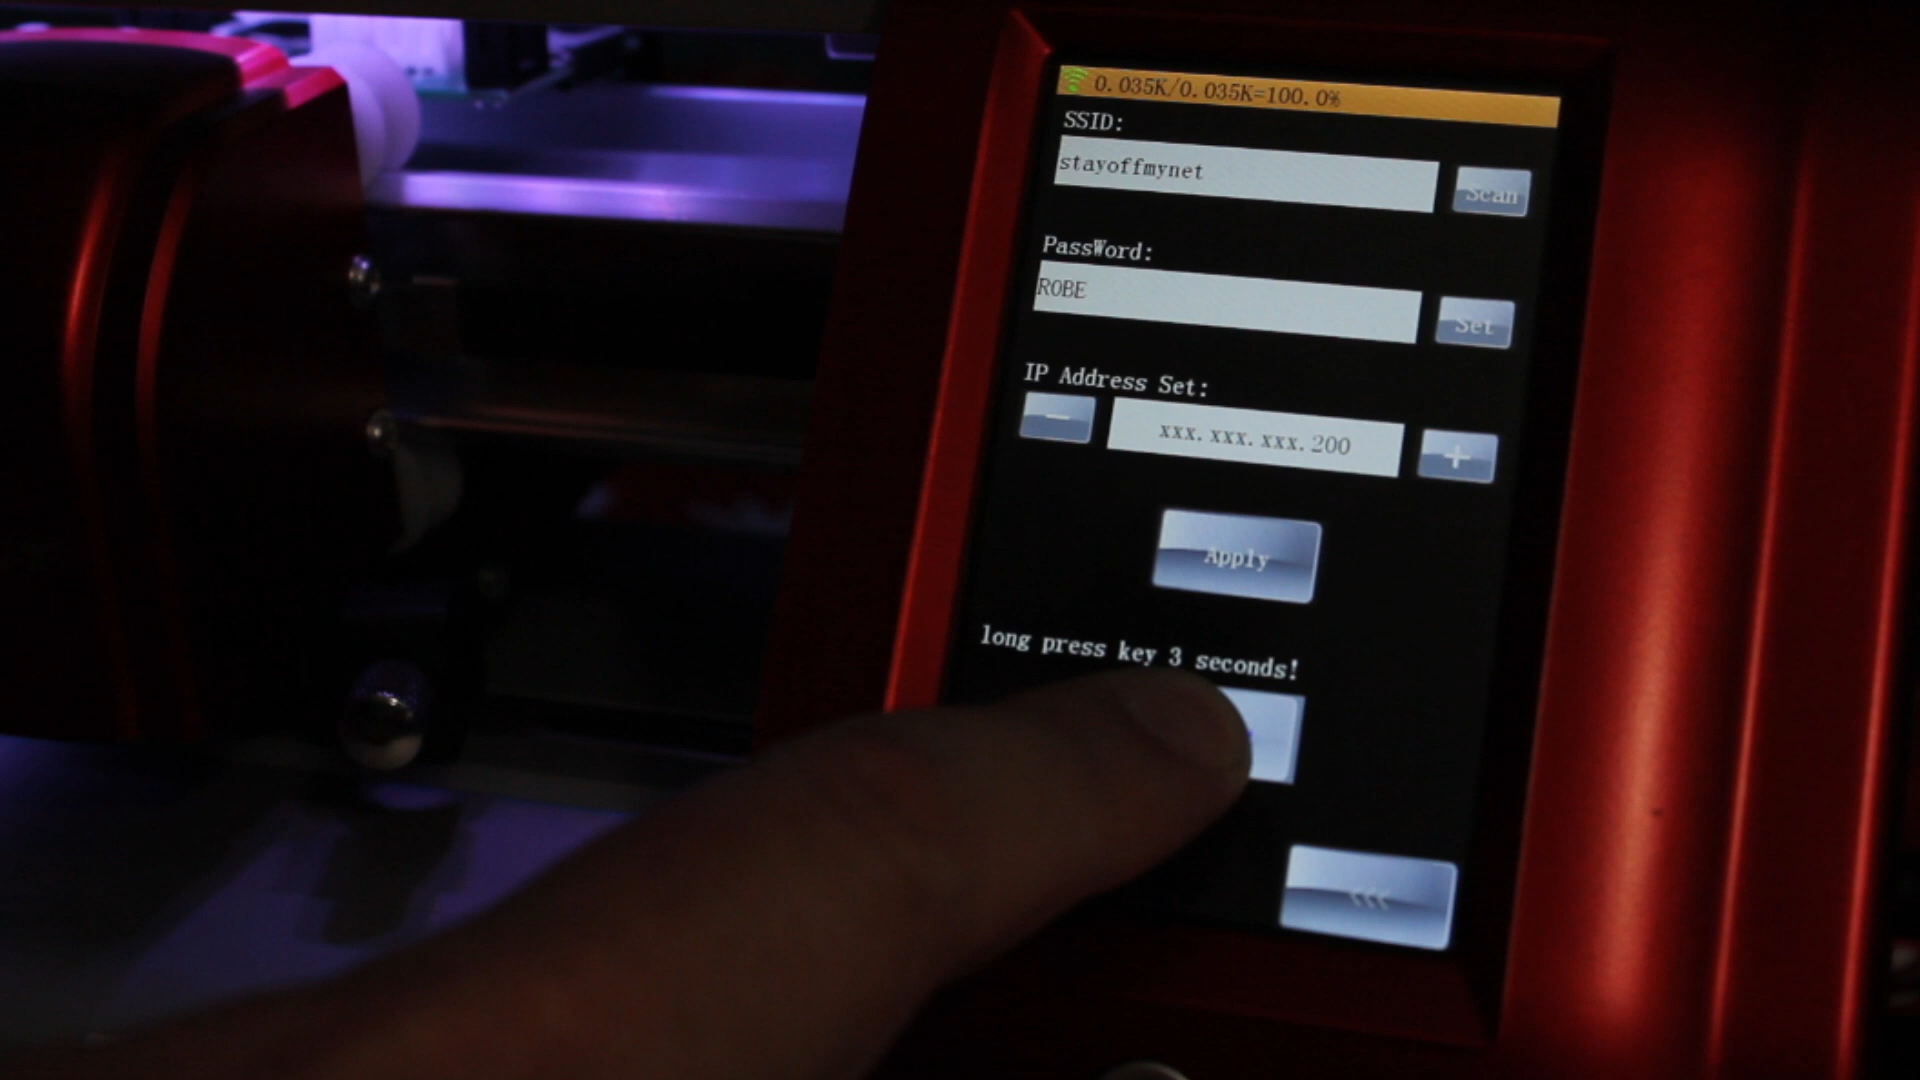 0.035K/0.035K=100.0%
SSID:
stayoffmynet
Scan
PassWord:
ROBE
Set
IP Address Set:
- xxx.xxx.xxx.200 +
Apply
long press key 3 seconds!
<<<